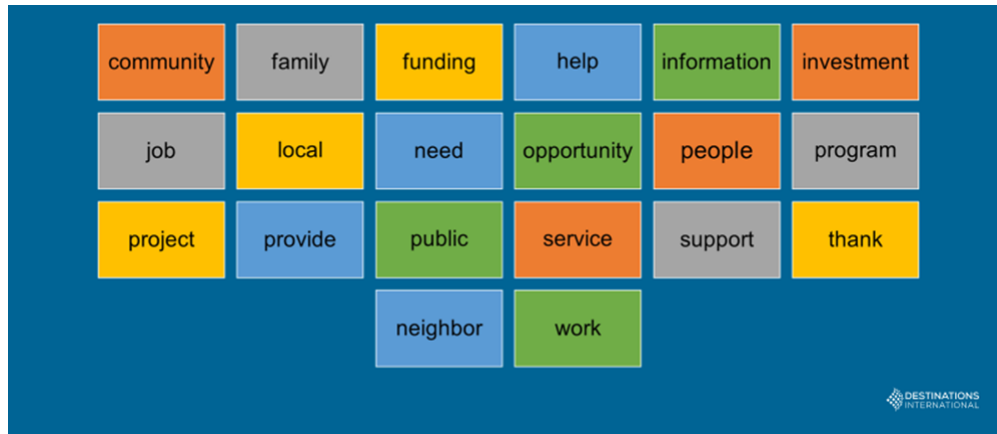 community family funding help information investment
job local need opportunity people program
project provide public service support thank
neighbor work
DESTINATIONS
INTERNATIONAL